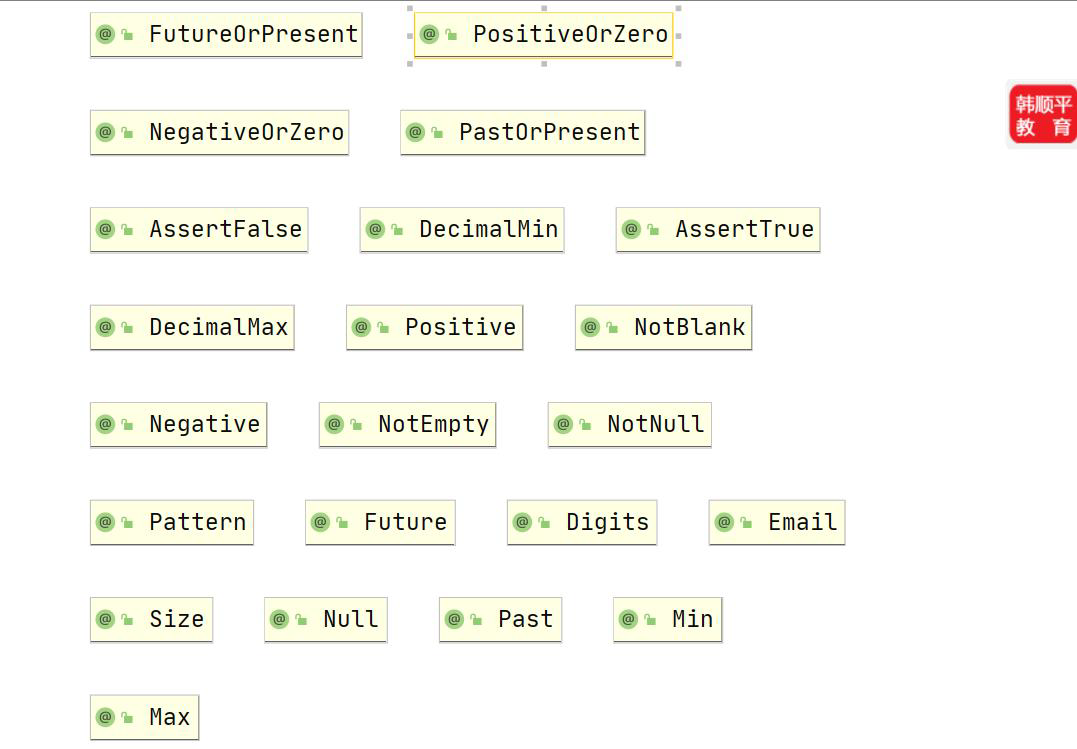 @ FutureOrPresent @ PositiveOrZero
@ NegativeOrZero @ PastOrPresent
韩顺平
教 育
@ AssertFalse @ DecimalMin @ AssertTrue
@ DecimalMax @ Positive @ NotBlank
@ Negative @ NotEmpty @ NotNull
@ Pattern @ Future @ Digits @ Email
@ Size @ Null @ Past @ Min
@ Max